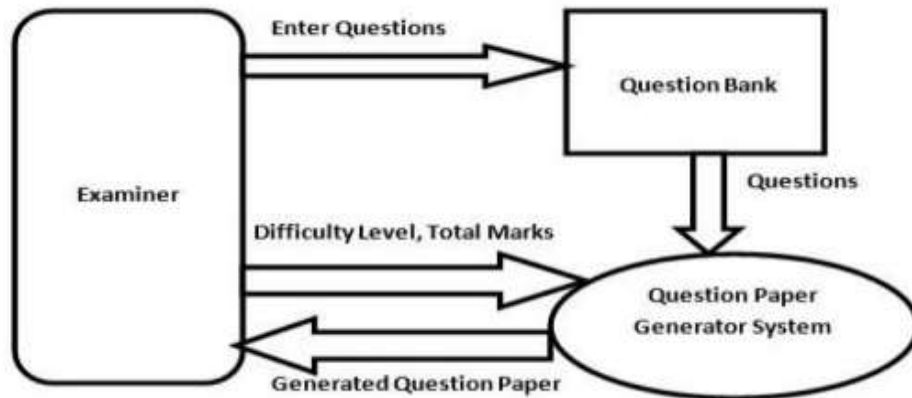 Enter Questions
Question Bank
Examiner
Questions
Difficulty Level, Total Marks
Question Paper
Generator System
Generated Question Paper